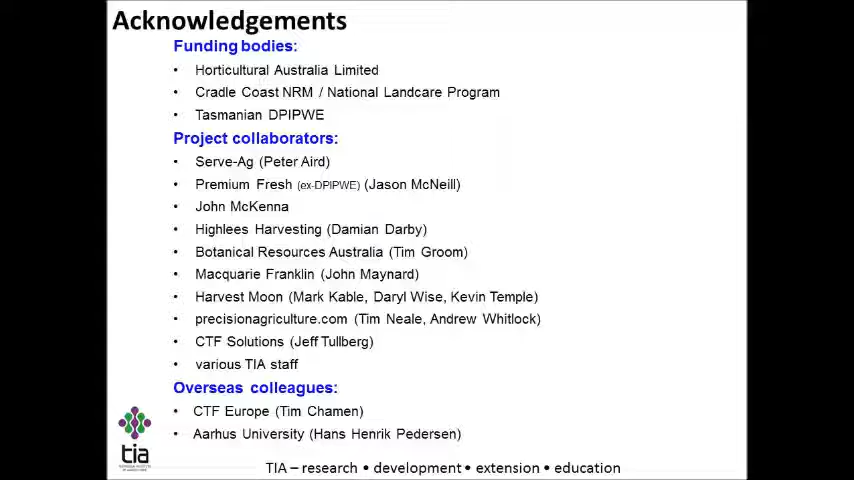 Acknowledgements
Funding bodies:
• Horticultural Australia Limited
• Cradle Coast NRM / National Landcare Program
• Tasmanian DPIPWE
Project collaborators:
• Serve-Ag (Peter Aird)
• Premium Fresh (ex-DPIPWE) (Jason McNeill)
• John McKenna
• Highlees Harvesting (Damian Darby)
• Botanical Resources Australia (Tim Groom)
• Macquarie Franklin (John Maynard)
• Harvest Moon (Mark Kable, Daryl Wise, Kevin Temple)
• precisionagriculture.com (Tim Neale, Andrew Whitlock)
• CTF Solutions (Jeff Tullberg)
• various TIA staff
Overseas colleagues:
• CTF Europe (Tim Chamen)
• Aarhus University (Hans Henrik Pedersen)
tia
TIA – research • development • extension • education